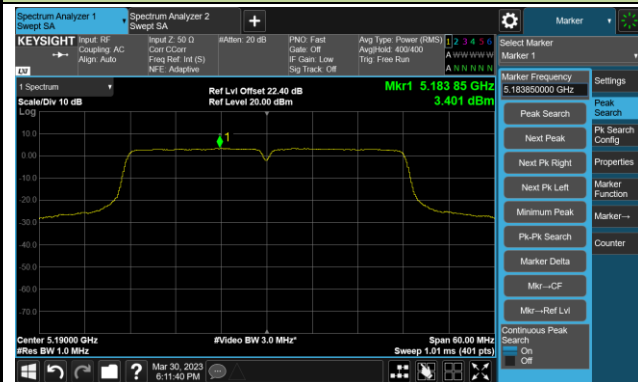 Spectrum Analyzer 1
Swept SA
Spectrum Analyzer 2
Swept SA
+
Marker
KEYSIGHT
Input: RF
Coupling: AC
Align: Auto
Input Z: 50 Ω
Corr CCorr
Freq Ref: Int (S)
NFE: Adaptive
#Atten: 20 dB
PNO: Fast
Gate: Off
IF Gain: Low
Sig Track: Off
Avg Type: Power (RMS)
Avg|Hold: 400/400
Trig: Free Run
1 2 3 4 5 6
A W W W W W
A N N N N N
LXI
Select Marker
Marker 1
1 Spectrum
Scale/Div 10 dB
Log
Ref Lvl Offset 22.40 dB
Ref Level 20.00 dBm
Mkr1 5.183 85 GHz
3.401 dBm
1
10.0
0.00
-10.0
-20.0
-30.0
-40.0
-50.0
-60.0
-70.0
Center 5.19000 GHz
#Res BW 1.0 MHz
#Video BW 3.0 MHz*
Span 60.00 MHz
Sweep 1.01 ms (401 pts)
Marker Frequency
5.183850000 GHz
Peak Search
Next Peak
Next Pk Right
Next Pk Left
Minimum Peak
Pk-Pk Search
Marker Delta
Mkr→CF
Mkr→Ref Lvl
Continuous Peak
Search
On
Off
Settings
Peak
Search
Pk Search
Config
Properties
Marker
Function
Marker→
Counter
?
Mar 30, 2023
6:11:40 PM